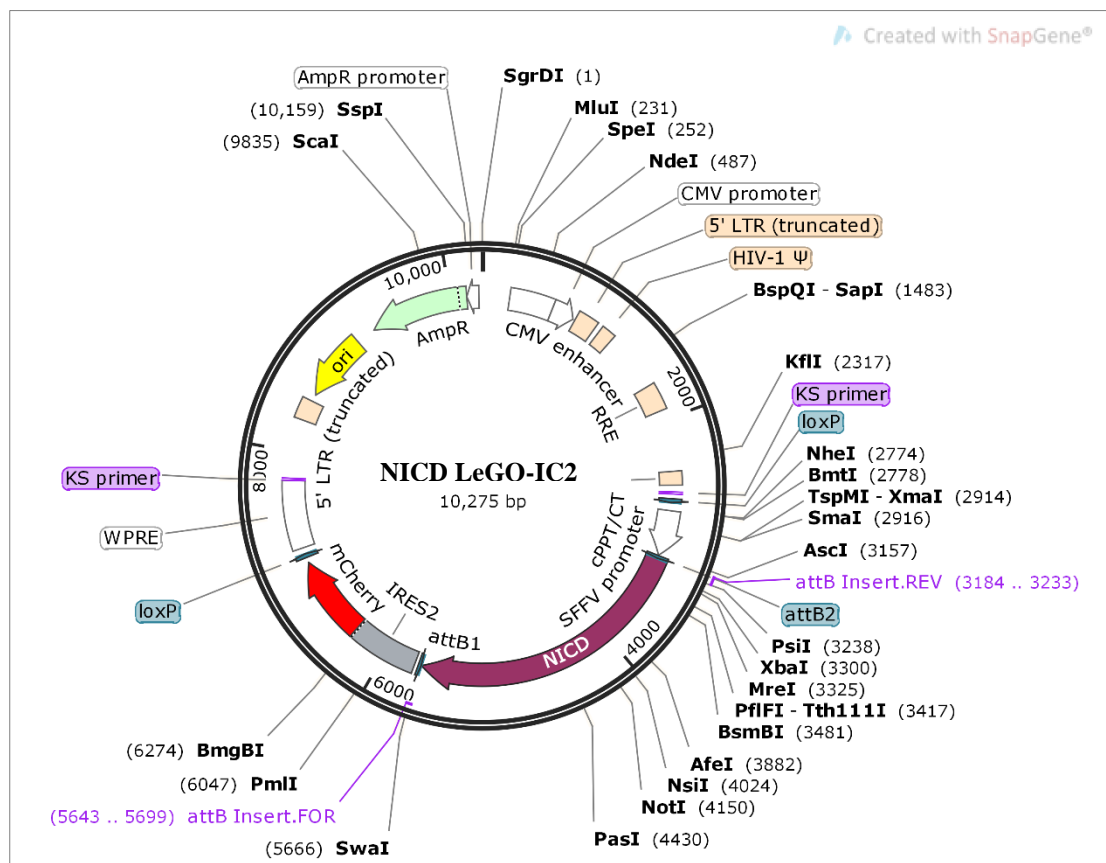 Created with SnapGene®
AmpR promoter
SgrDI (1)
(10,159) SspI
MluI (231)
(9835) ScaI
SpeI (252)
NdeI (487)
CMV promoter
5' LTR (truncated)
HIV-1 Ψ
BspQI - SapI (1483)
KflI (2317)
KS primer
loxP
NheI (2774)
BmtI (2778)
TspMI - XmaI (2914)
SmaI (2916)
AscI (3157)
attB Insert.REV (3184 .. 3233)
attB2
PsiI (3238)
XbaI (3300)
MreI (3325)
PflFI - Tth111I (3417)
BsmBI (3481)
AfeI (3882)
NsiI (4024)
NotI (4150)
PasI (4430)
SwaI
(5666)
(5643 .. 5699) attB Insert.FOR
(6047) PmlI
(6274) BmgBI
loxP
WPRE
KS primer
10,000
2000
4000
6000
8000
AmpR
CMV enhancer
ori
5' LTR (truncated)
RRE
NICD LeGO-IC2
10,275 bp
cPPT/CT
SFFV promoter
mCherry
IRES2
attB1
NICD